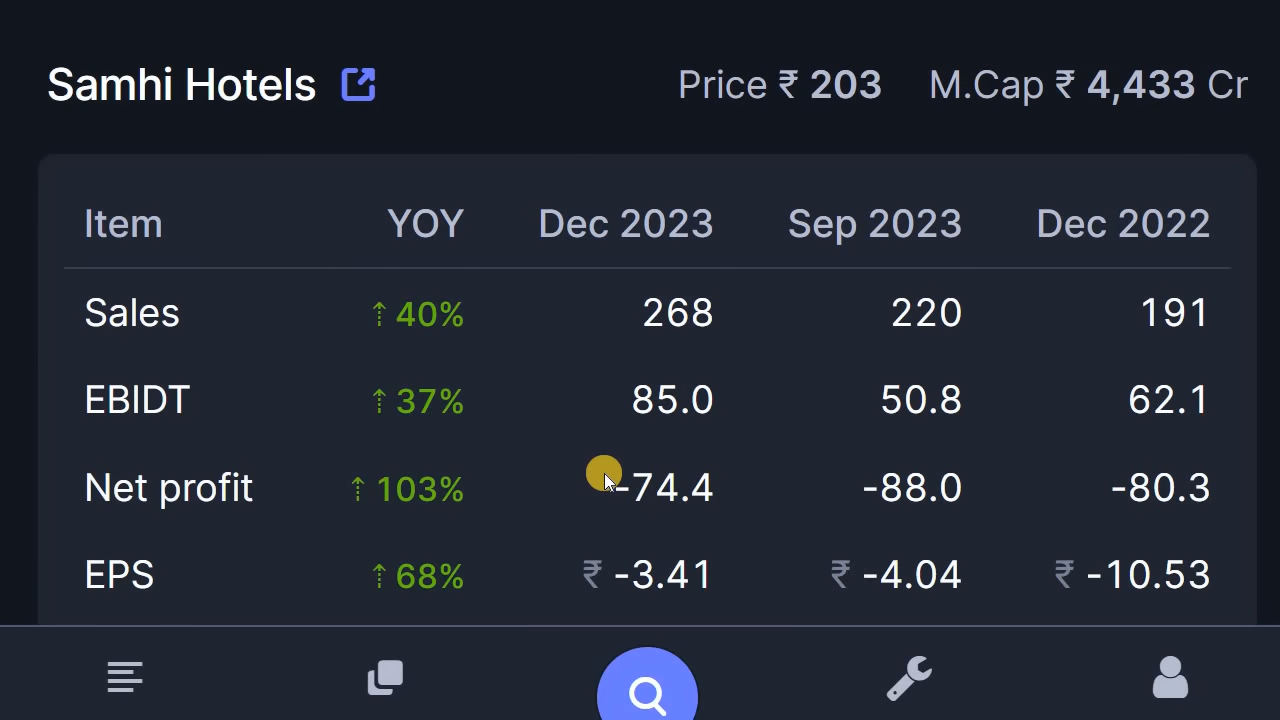 Samhi Hotels Price ₹ 203 M.Cap ₹ 4,433 Cr
Item YOY Dec 2023 Sep 2023 Dec 2022
Sales ⇡ 40% 268 220 191
EBIDT ⇡ 37% 85.0 50.8 62.1
Net profit ⇡ 103% -74.4 -88.0 -80.3
EPS ⇡ 68% ₹ -3.41 ₹ -4.04 ₹ -10.53